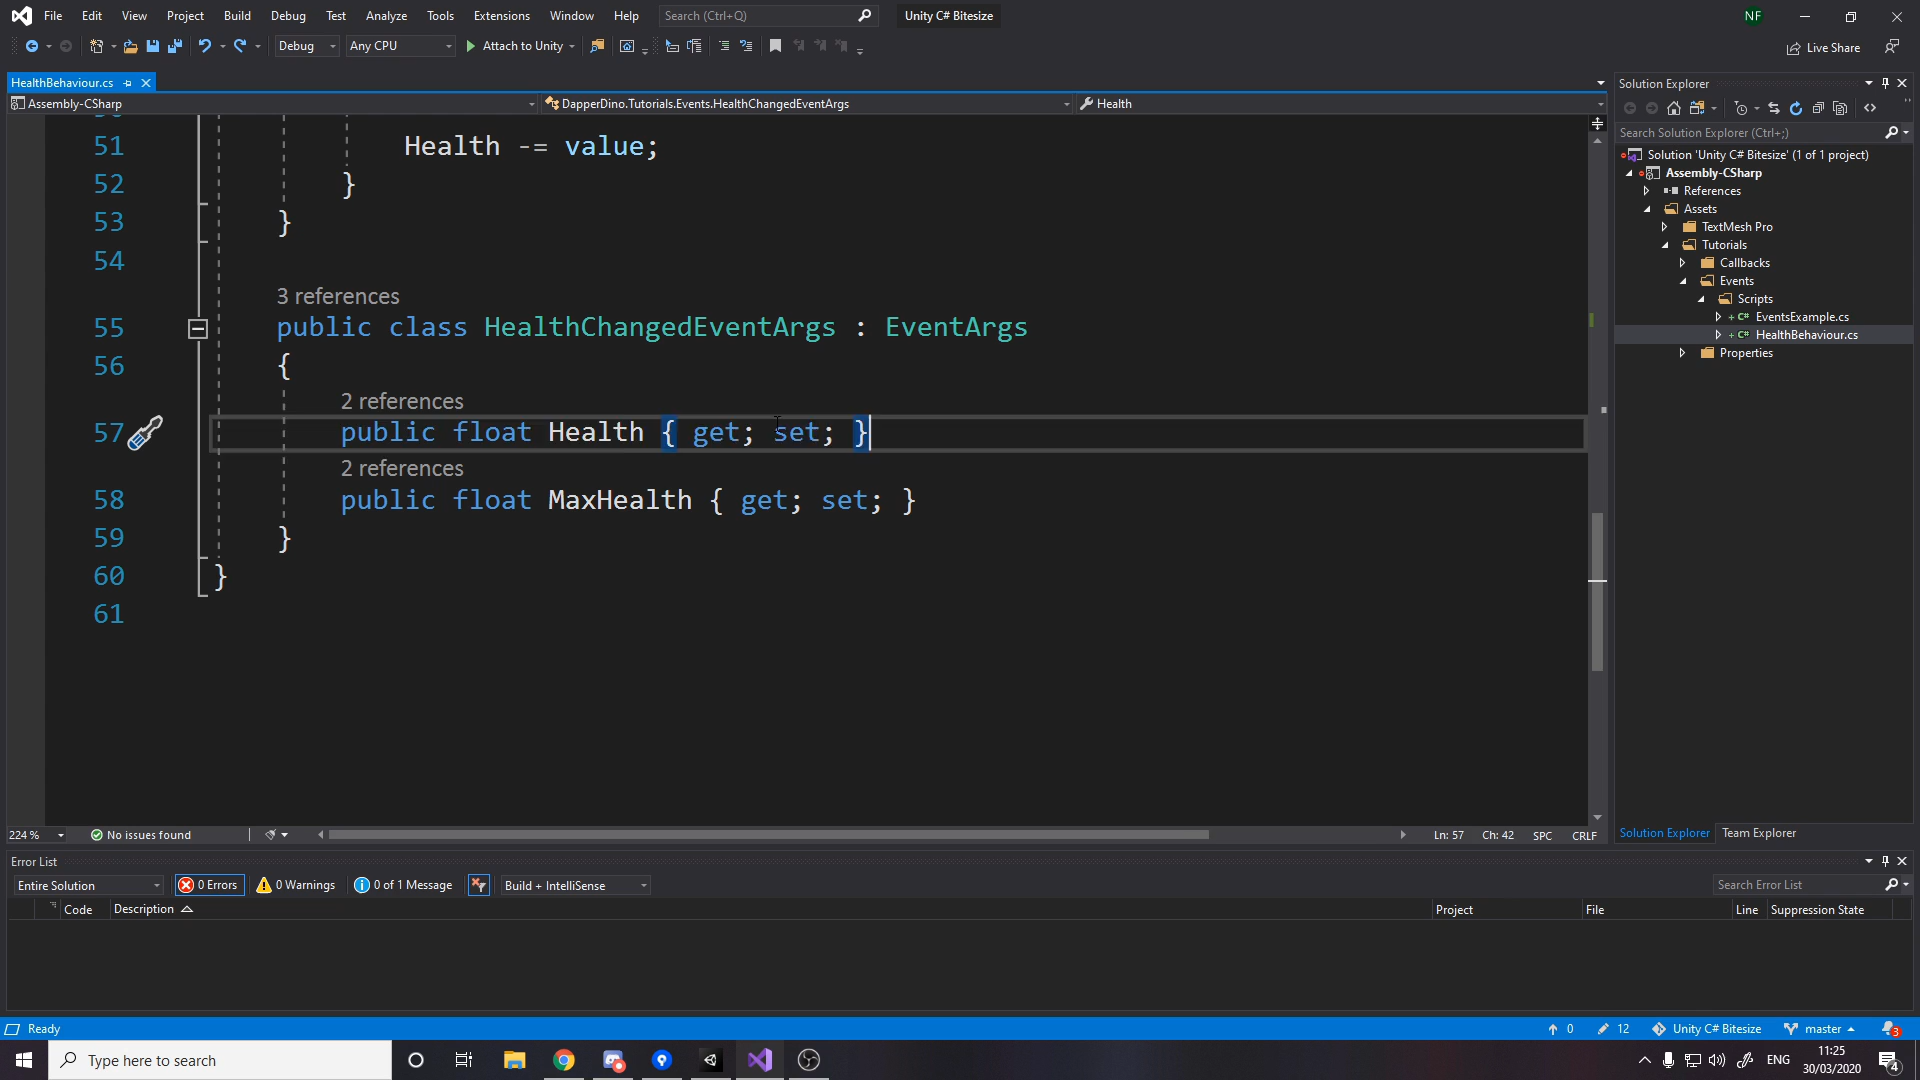 File Edit View Project Build Debug Test Analyze Tools Extensions Window Help Search (Ctrl+Q) Unity C# Bitesize NF
Debug Any CPU Attach to Unity Live Share
HealthBehaviour.cs
Assembly-CSharp DapperDino.Tutorials.Events.HealthChangedEventArgs Health
51 Health -= value;
52 }
53 }
54
3 references
55 public class HealthChangedEventArgs : EventArgs
56 {
2 references
57 public float Health { get; set; }
2 references
58 public float MaxHealth { get; set; }
59 }
60 }
61
224 % No issues found Ln: 57 Ch: 42 SPC CRLF
Solution Explorer
Search Solution Explorer (Ctrl+;)
Solution 'Unity C# Bitesize' (1 of 1 project)
Assembly-CSharp
References
Assets
TextMesh Pro
Tutorials
Callbacks
Events
Scripts
C# EventsExample.cs
C# HealthBehaviour.cs
Properties
Solution Explorer Team Explorer
Error List
Entire Solution 0 Errors 0 Warnings 0 of 1 Message Build + IntelliSense Search Error List
Code Description Project File Line Suppression State
Ready 0 12 Unity C# Bitesize master 3
Type here to search ENG 11:25
30/03/2020 4